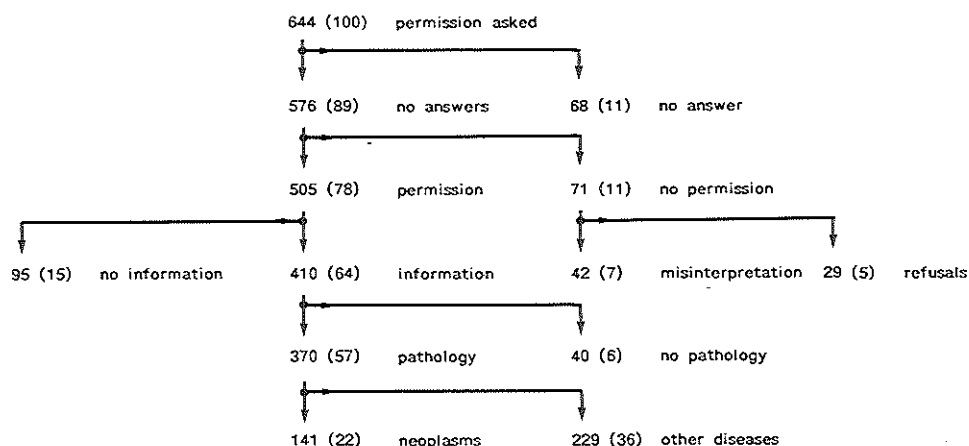 644 (100) permission asked
576 (89) no answers 68 (11) no answer
505 (78) permission 71 (11) no permission
95 (15) no information 410 (64) information 42 (7) misinterpretation 29 (5) refusals
370 (57) pathology 40 (6) no pathology
141 (22) neoplasms 229 (36) other diseases